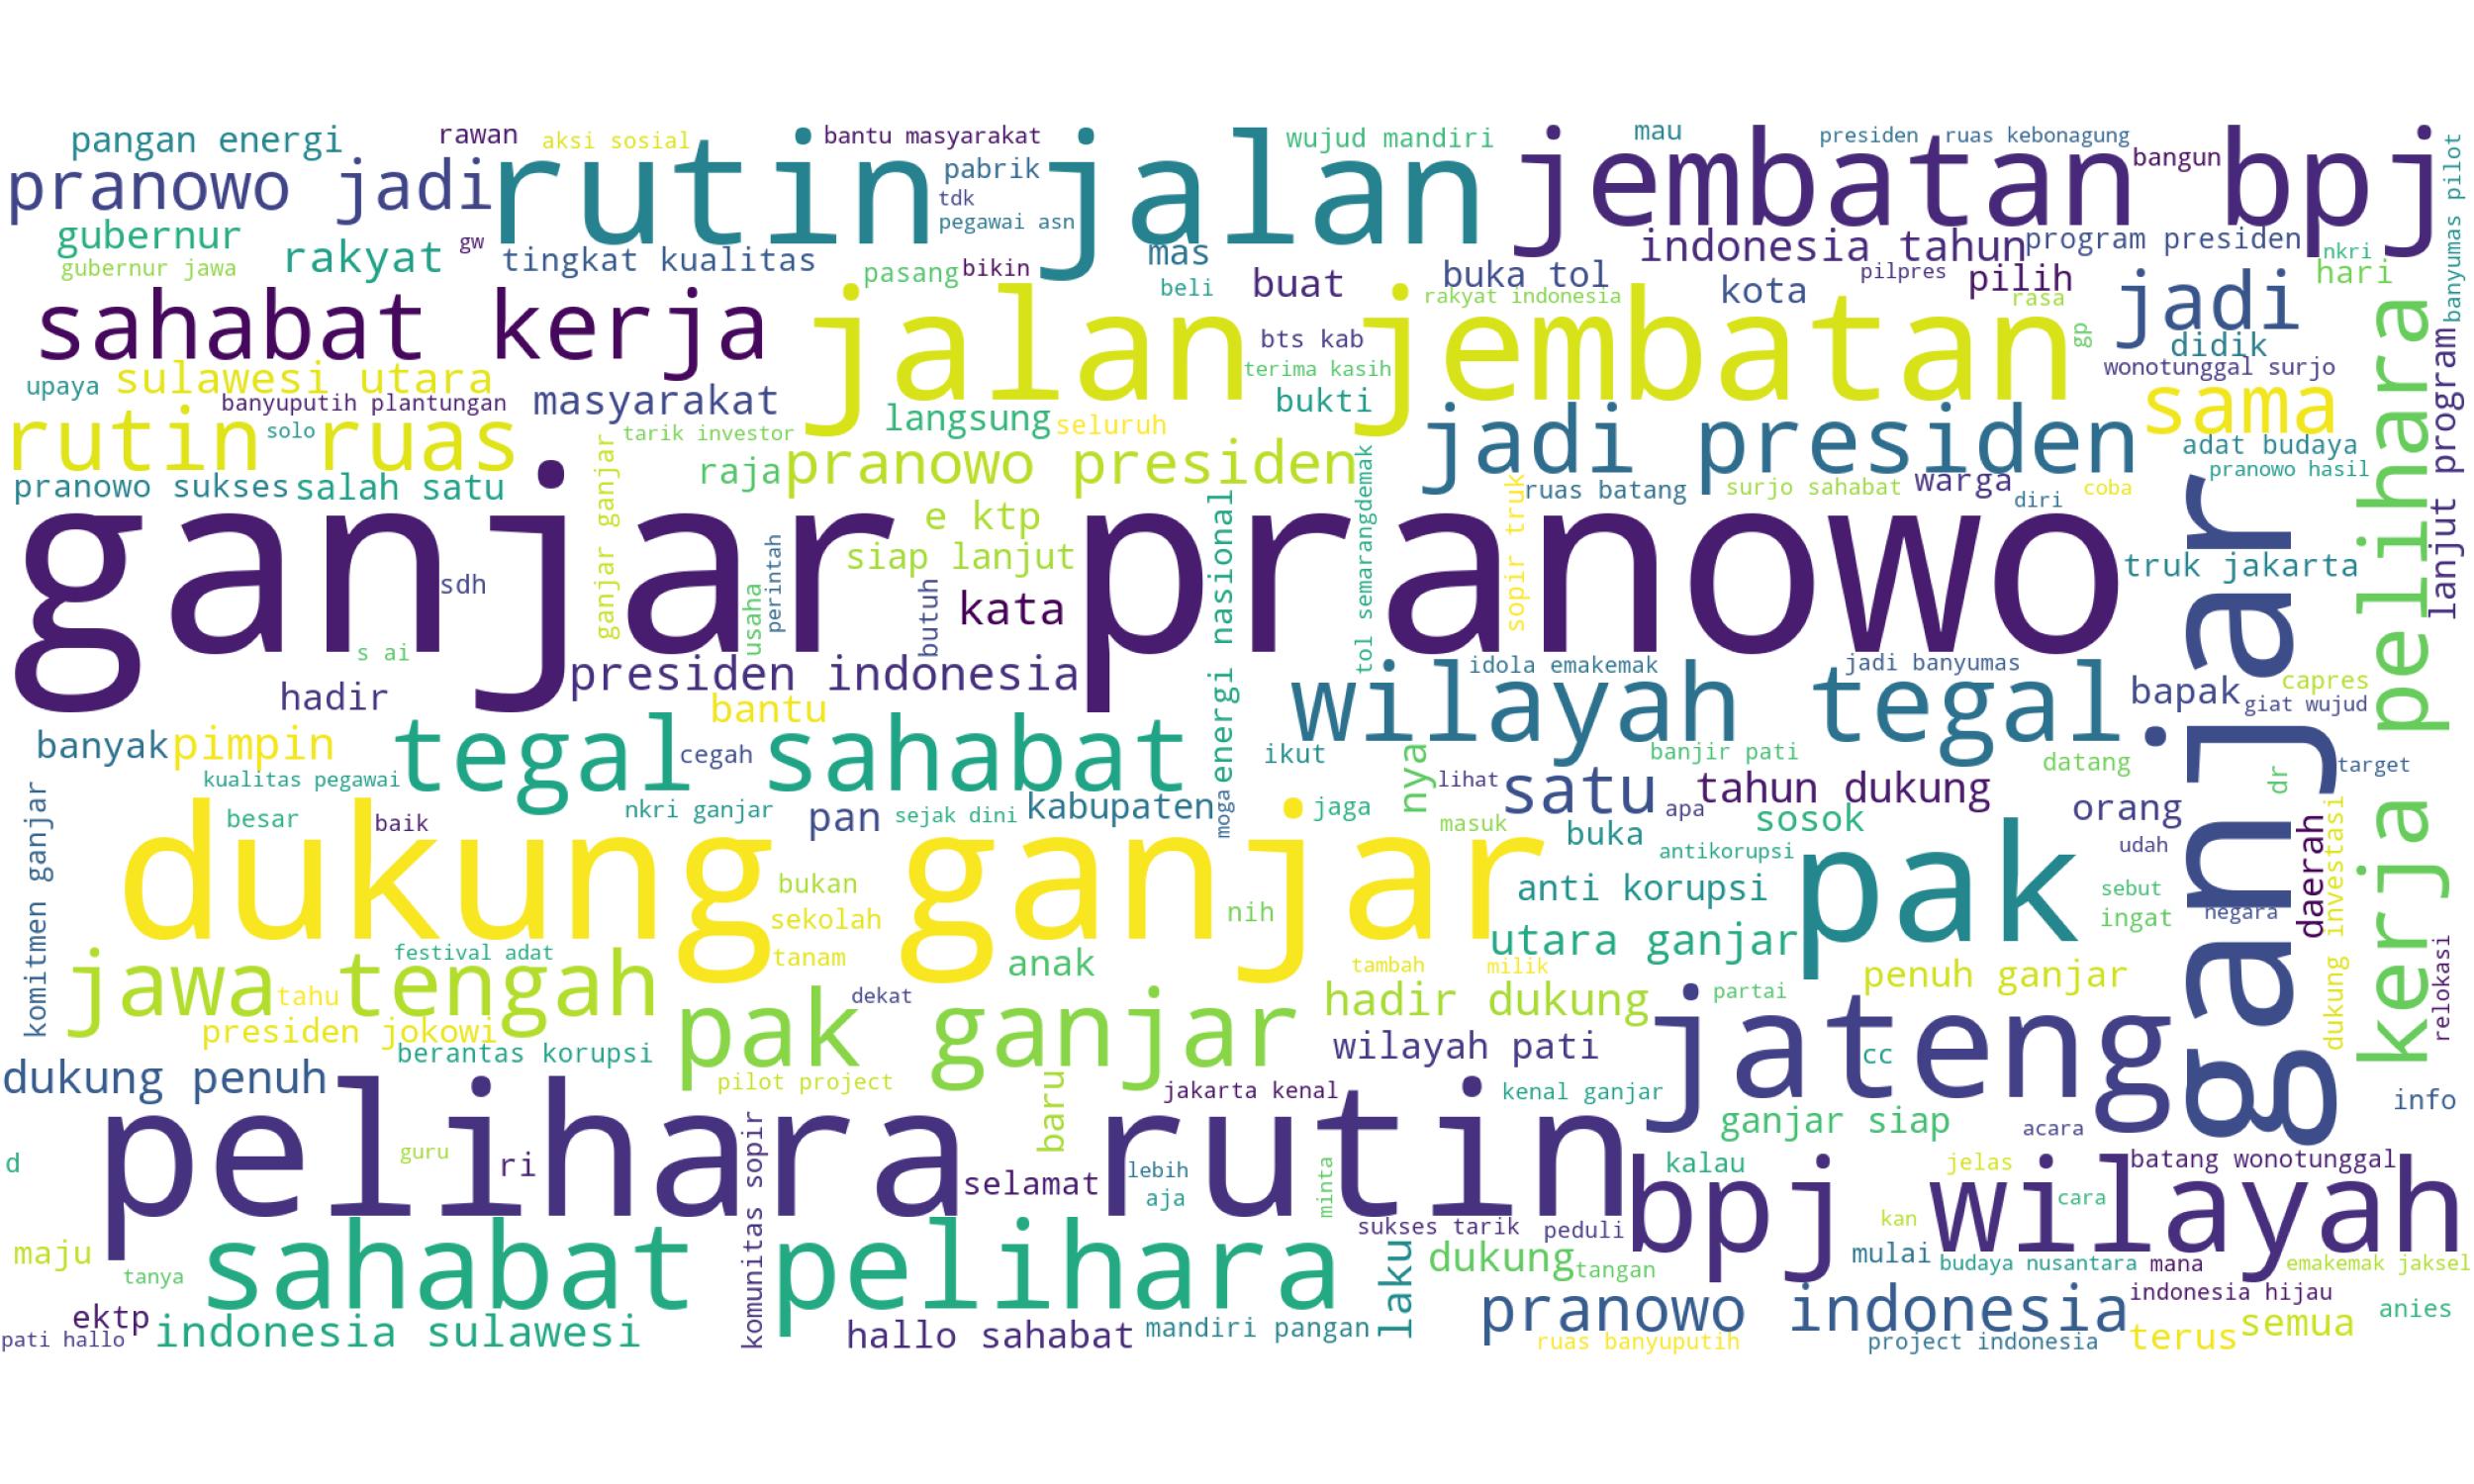 pangan energi
rawan
aksi sosial
bantu masyarakat
wujud mandiri
mau
presiden
ruas kebonagung
pranowo jadi
rutin jalan
pabrik
tdk
pegawai asn
jembatan bpj
bangun
banyumas pilot
gubernur
gubernur jawa
rakyat
gw
tingkat kualitas
pasang
bikin
mas
beli
buat
buka tol
indonesia tahun
program presiden
nkri
hari
pilpres
pilih
rasa
kota
rakyat indonesia
sahabat kerja
jalan jembatan
bts kab
terima kasih
gp
jadi
didik
wonotunggal surjo
upaya
sulawesi utara
banyuputih plantungan
masyarakat
langsung
seluruh
bukti
sama
rutin ruas
solo
tarik investor
raja
pranowo presiden
jadi presiden
adat budaya
pranowo hasil
pranowo sukses
salah satu
ganjar ganjar
ruas batang
surjo sahabat
warga
diri
coba
ganjar pranowo
sdh
s ai
e ktp
siap lanjut
kata
butuh
usaha
perintah
energi nasional
tol semarangdemak
sopir truk
truk jakarta
ganjar
kerja pelihara
lanjut program
hadir
presiden indonesia
bantu
wilayah tegal
idola emakemak
jadi banyumas
bapak
capres
giat wujud
banyak
pimpin
kualitas pegawai
tegal sahabat
cegah
ikut
nya
lihat
satu
banjir pati
apa
tahun dukung
datang
orang
dr
target
besar
baik
nkri ganjar
pan
sejak dini
kabupaten
moga
jaga
masuk
buka
sosok
antikorupsi
udah
daerah
dukung investasi
komitmen ganjar
dukung ganjar
bukan
sekolah
tanam
nih
anti korupsi
pak
sebut
ingat
negara
utara ganjar
festival adat
jawa tengah
tahu
presiden jokowi
berantas korupsi
anak
dekat
pak ganjar
tambah
milik
hadir dukung
partai
penuh ganjar
relokasi
wilayah pati
jateng
cc
dukung penuh
pilot project
baru
jakarta kenal
kenal ganjar
ganjar siap
acara
info
pelihara rutin
d
guru
ri
komunitas sopir
selamat
lebih
aja
minta
kalau
jelas
batang wonotunggal
bpj wilayah
kan
cara
maju
tanya
sahabat pelihara
sukses tarik
peduli
laku
dukung
tangan
mulai
budaya nusantara
mana
emakemak jaksel
ektp
pati hallo
indonesia sulawesi
hallo sahabat
mandiri pangan
pranowo indonesia
ruas banyuputih
project indonesia
indonesia hijau
terus
semua
anies